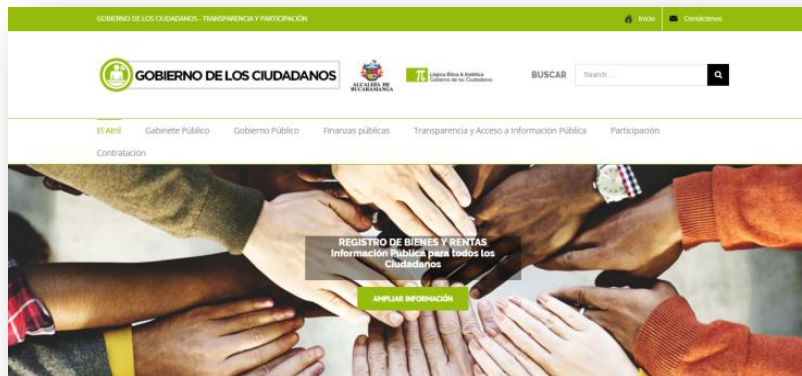 GOBIERNO DE LOS CIUDADANOS - TRANSPARENCIA Y PARTICIPACIÓN
Inicio
Contáctenos
GOBIERNO DE LOS CIUDADANOS
ALCALDÍA DE
BUCARAMANGA
Lógica Ética & Estética
Gobierno de los Ciudadanos
BUSCAR
Search ...
El Atril
Gabinete Público
Gobierno Público
Finanzas públicas
Transparencia y Acceso a Información Pública
Participación
Contratación
REGISTRO DE BIENES Y RENTAS
Información Pública para todos los
Ciudadanos
AMPLIAR INFORMACIÓN